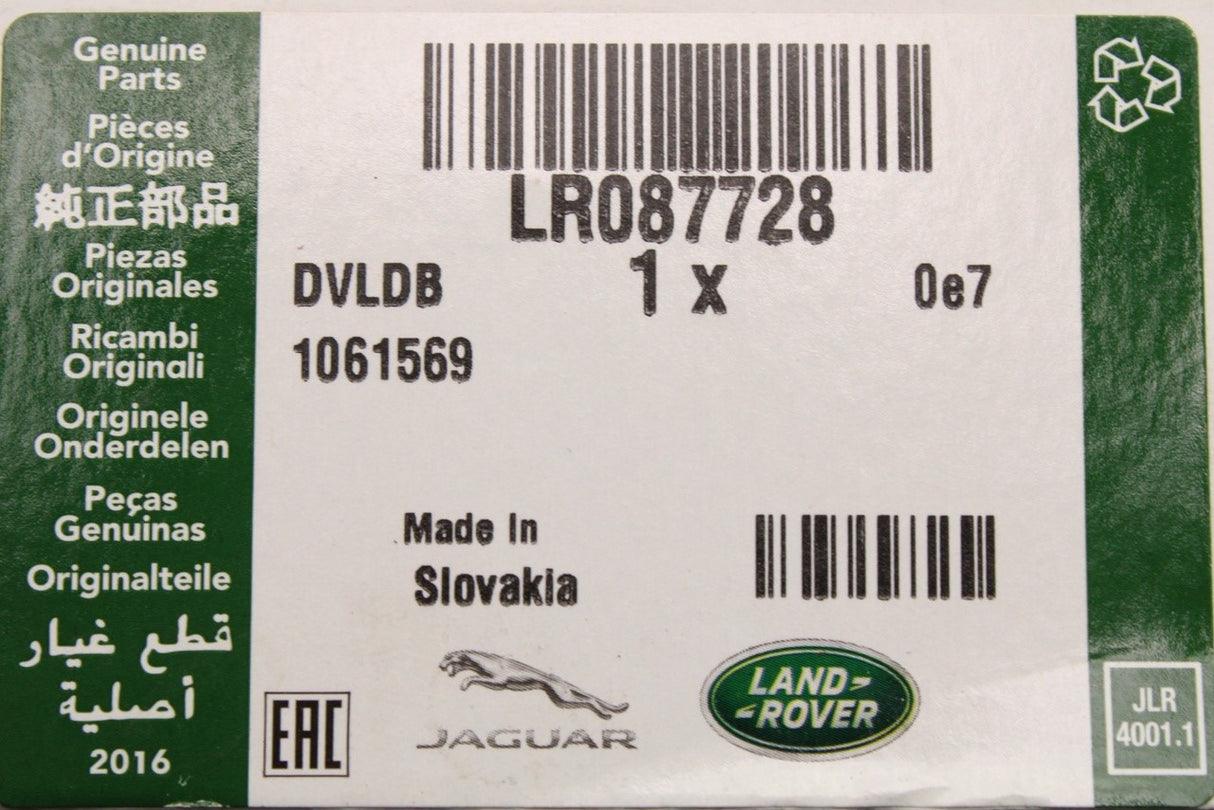 Genuine
Parts
Pièces
d'Origine
純正部品
Piezas
Originales
Ricambi
Originali
Originele
Onderdelen
Peças
Genuinas
Originalteile
قطع غيار
أصلية
2016
LR087728
DVLDB 1 x 0e7
1061569
Made In
Slovakia
EAC
JAGUAR
LAND-
-ROVER
JLR
4001.1